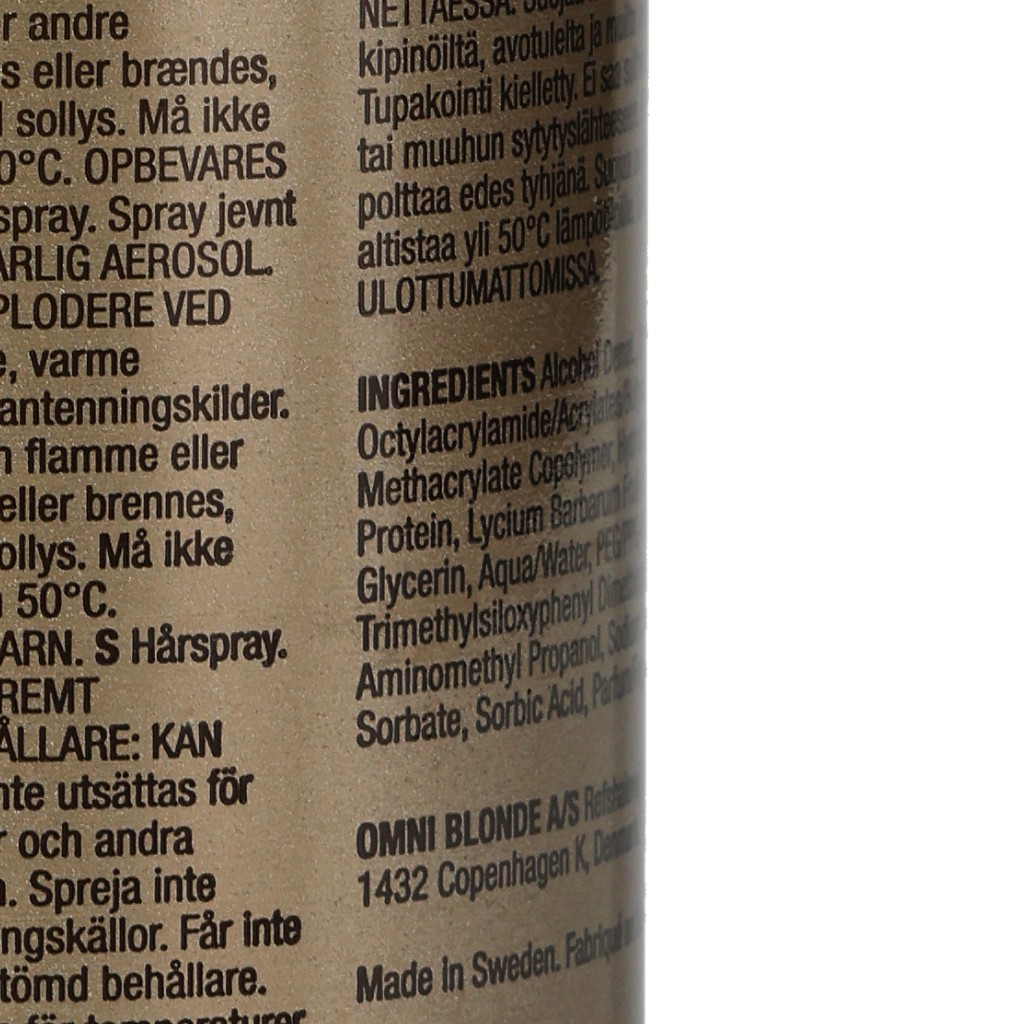 r andre
s eller brændes,
sollys. Må ikke
0°C. OPBEVARES
spray. Spray jevnt
ARLIG AEROSOL.
PLODERE VED
e, varme
antenningskilder.
n flamme eller
eller brennes,
ollys. Må ikke
50°C.
ARN. S Hårspray.
REMT
ÅLLARE: KAN
nte utsättas för
r och andra
n. Spreja inte
ngskällor. Får inte
tömd behållare.
för temperaturer
NETTAESSA.
kipinöiltä, avotulelta ja
Tupakointi kielletty. Ei saa
tai muuhun sytytyslähteeseen.
polttaa edes tyhjänä.
altistaa yli 50°C
ULOTTUMATTOMISSA.
INGREDIENTS Alcohol
Octylacrylamide/Acrylates/
Methacrylate Copolymer,
Protein, Lycium Barbarum
Glycerin, Aqua/Water,
Trimethylsiloxyphenyl
Aminomethyl Propanol,
Sorbate, Sorbic Acid, Parfum
OMNI BLONDE A/S
1432 Copenhagen K,
Made in Sweden. Fabriqué